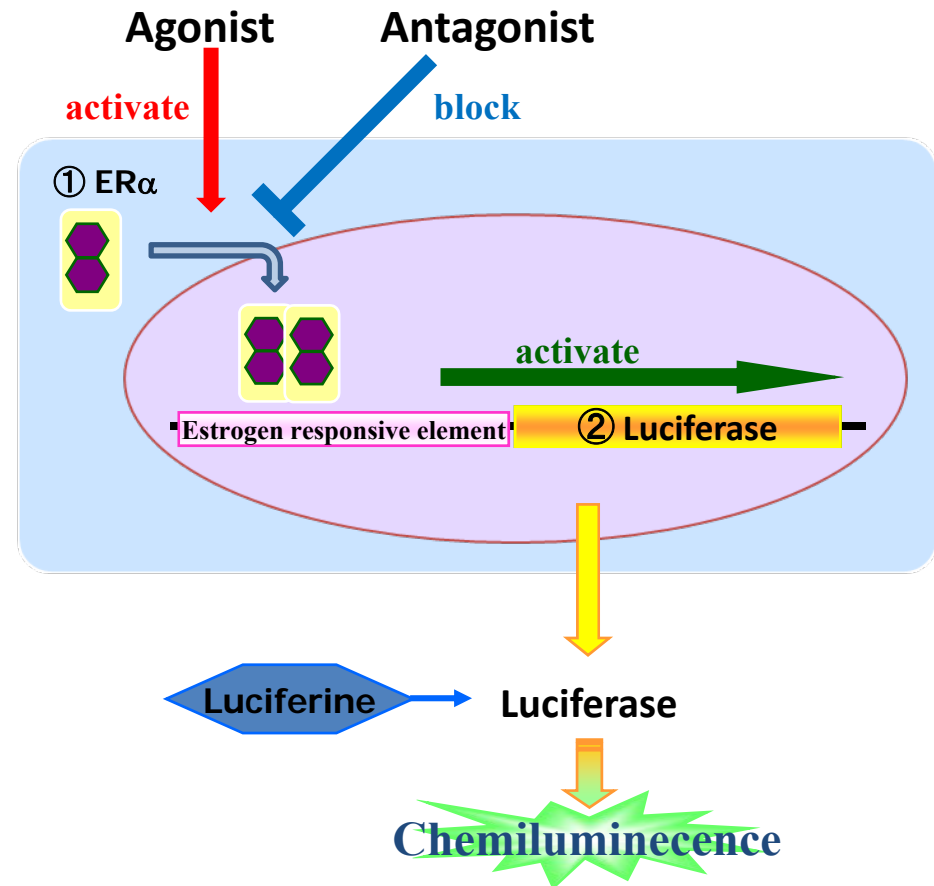 Agonist
Antagonist
activate
block
① ERα
activate
Estrogen responsive element
② Luciferase
Luciferine
Luciferase
Chemiluminecence